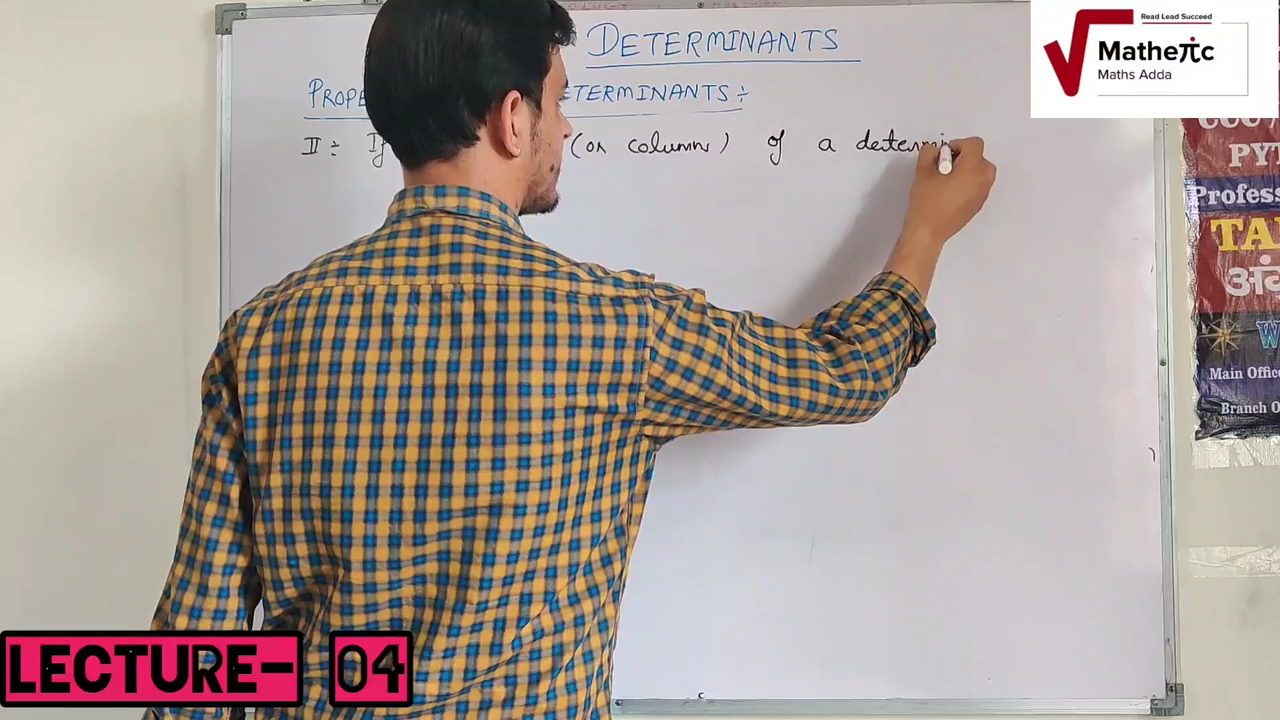 DETERMINANTS
PROPE ETERMINANTS ÷
II ÷ If (or column) of a determi
Read Lead Succeed
Matheπc
Maths Adda
PY
Profess
TA
अं
W
Main Offic
Branch O
LECTURE- 04